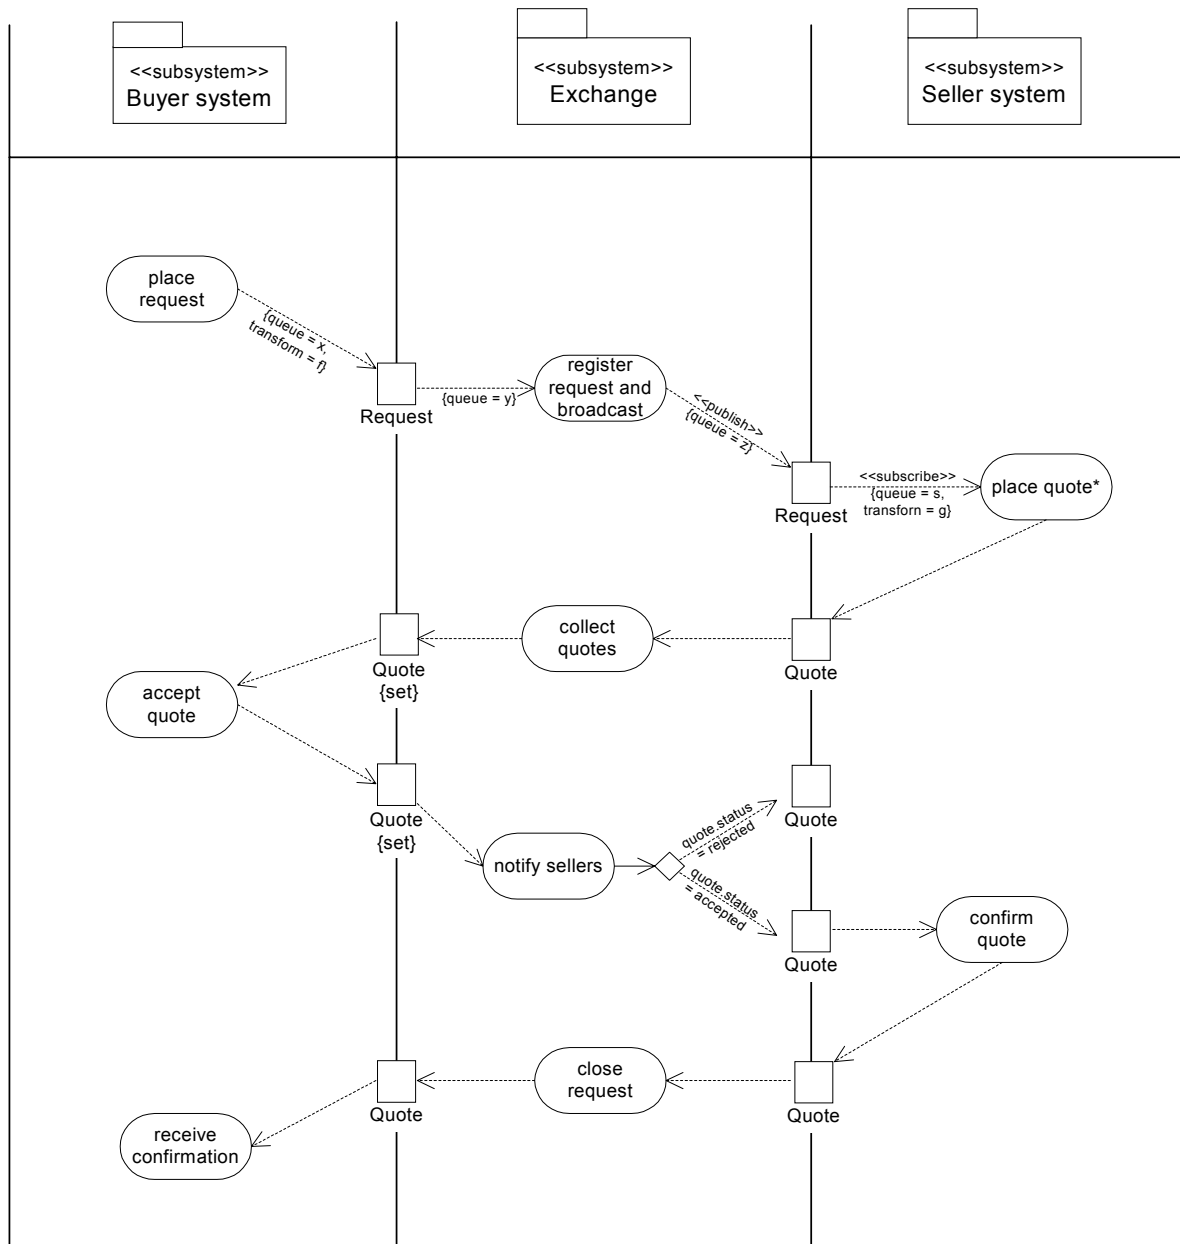 <<subsystem>>
Buyer system
<<subsystem>>
Exchange
<<subsystem>>
Seller system
place
request
{queue = x,
transform = f}
Request
{queue = y}
register
request and
broadcast
<<publish>>
{queue = z}
Request
<<subscribe>>
{queue = s,
transforn = g}
place quote*
Quote
collect
quotes
Quote
{set}
accept
quote
Quote
{set}
notify sellers
quote.status
= rejected
Quote
quote.status
= accepted
Quote
confirm
quote
Quote
close
request
Quote
receive
confirmation